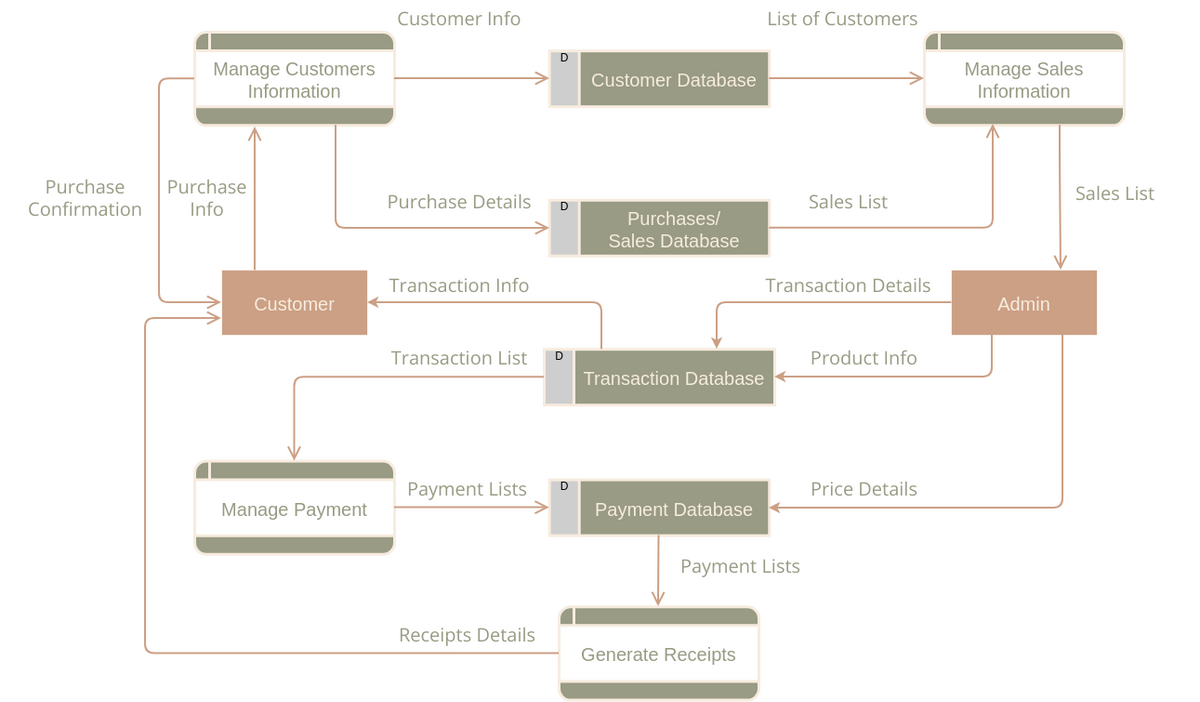 Customer Info
List of Customers
D
Manage Customers
Information
Customer Database
Manage Sales
Information
Purchase
Confirmation
Purchase
Info
Purchase Details
D
Purchases/
Sales Database
Sales List
Sales List
Customer
Transaction Info
Transaction Details
Admin
Transaction List
D
Transaction Database
Product Info
Manage Payment
Payment Lists
D
Payment Database
Price Details
Payment Lists
Receipts Details
Generate Receipts